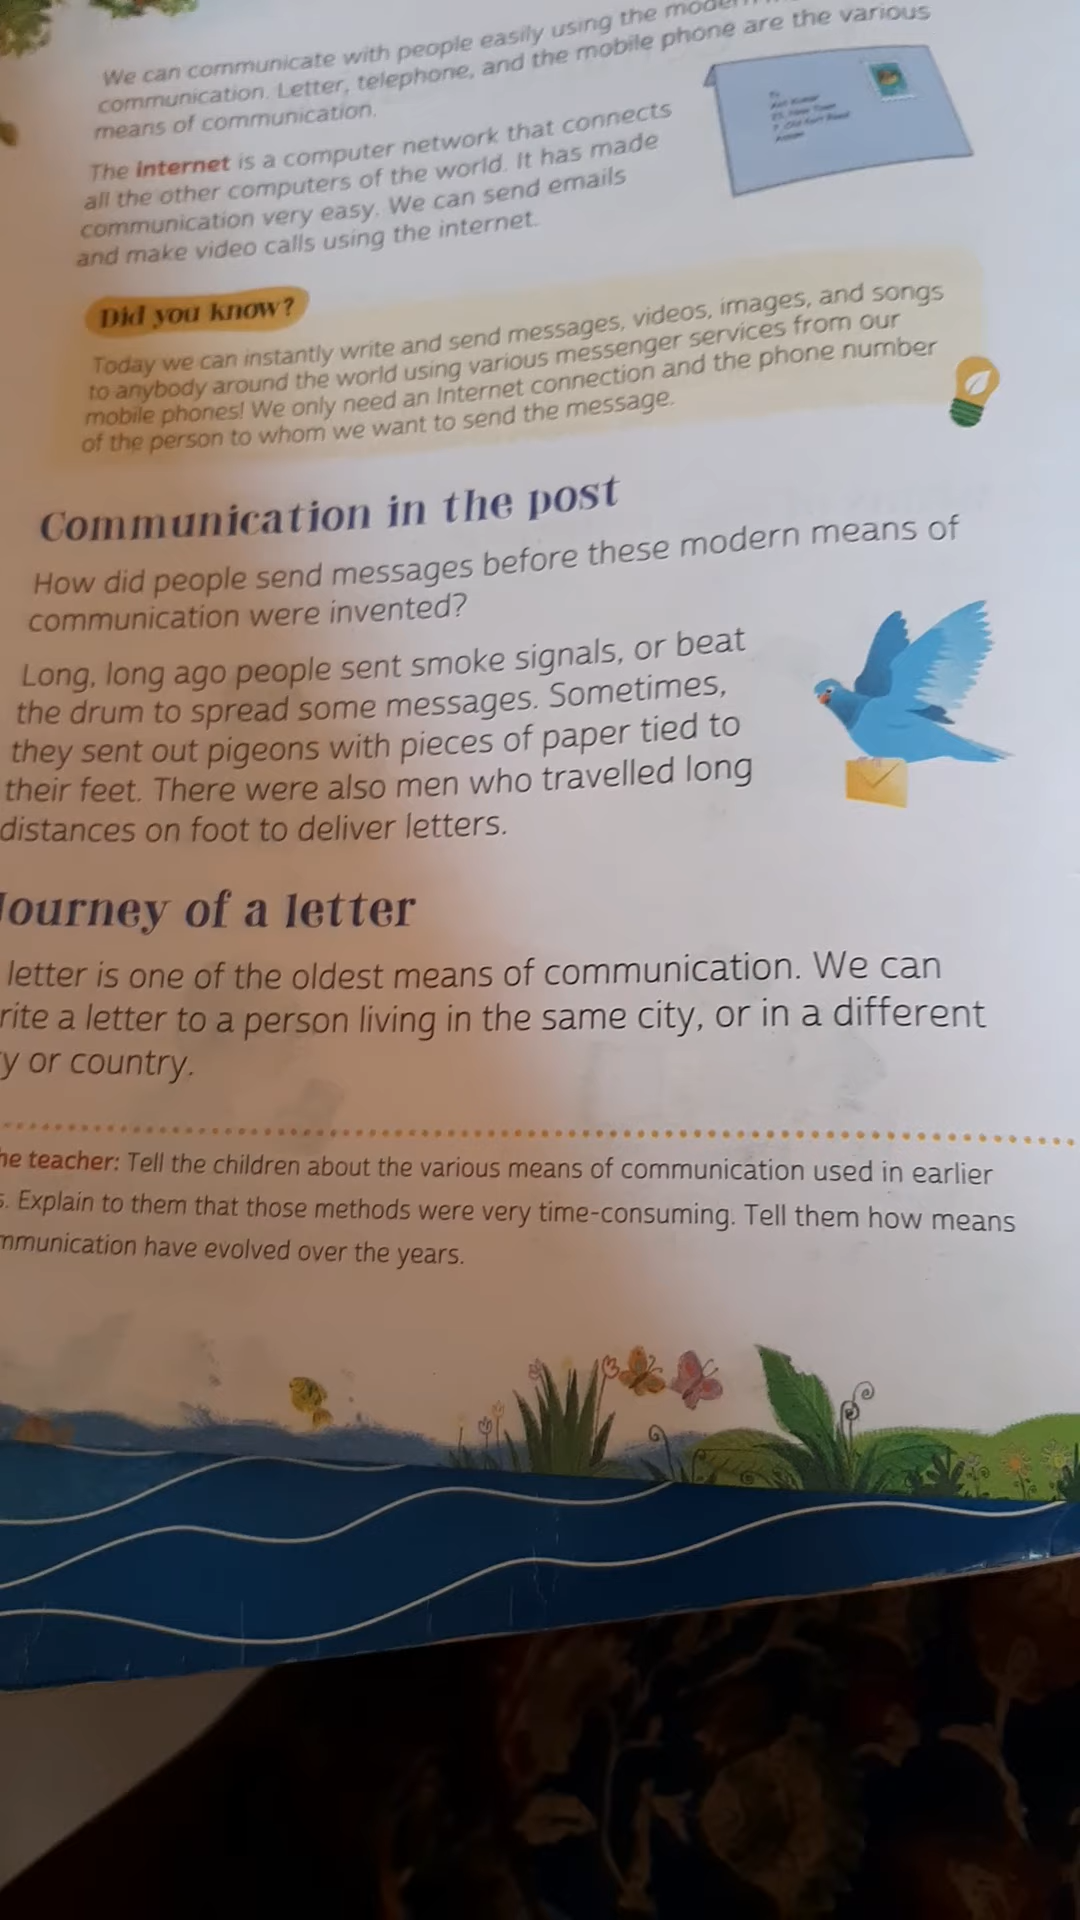 We can communicate with people easily using the modern
communication. Letter, telephone, and the mobile phone are the various
means of communication.
The Internet is a computer network that connects
all the other computers of the world. It has made
communication very easy. We can send emails
and make video calls using the internet.
Did you know?
Today we can instantly write and send messages, videos, images, and songs
to anybody around the world using various messenger services from our
mobile phones! We only need an Internet connection and the phone number
of the person to whom we want to send the message.
Communication in the post
How did people send messages before these modern means of
communication were invented?
Long, long ago people sent smoke signals, or beat
the drum to spread some messages. Sometimes,
they sent out pigeons with pieces of paper tied to
their feet. There were also men who travelled long
distances on foot to deliver letters.
Journey of a letter
letter is one of the oldest means of communication. We can
rite a letter to a person living in the same city, or in a different
y or country.
he teacher: Tell the children about the various means of communication used in earlier
s. Explain to them that those methods were very time-consuming. Tell them how means
mmunication have evolved over the years.